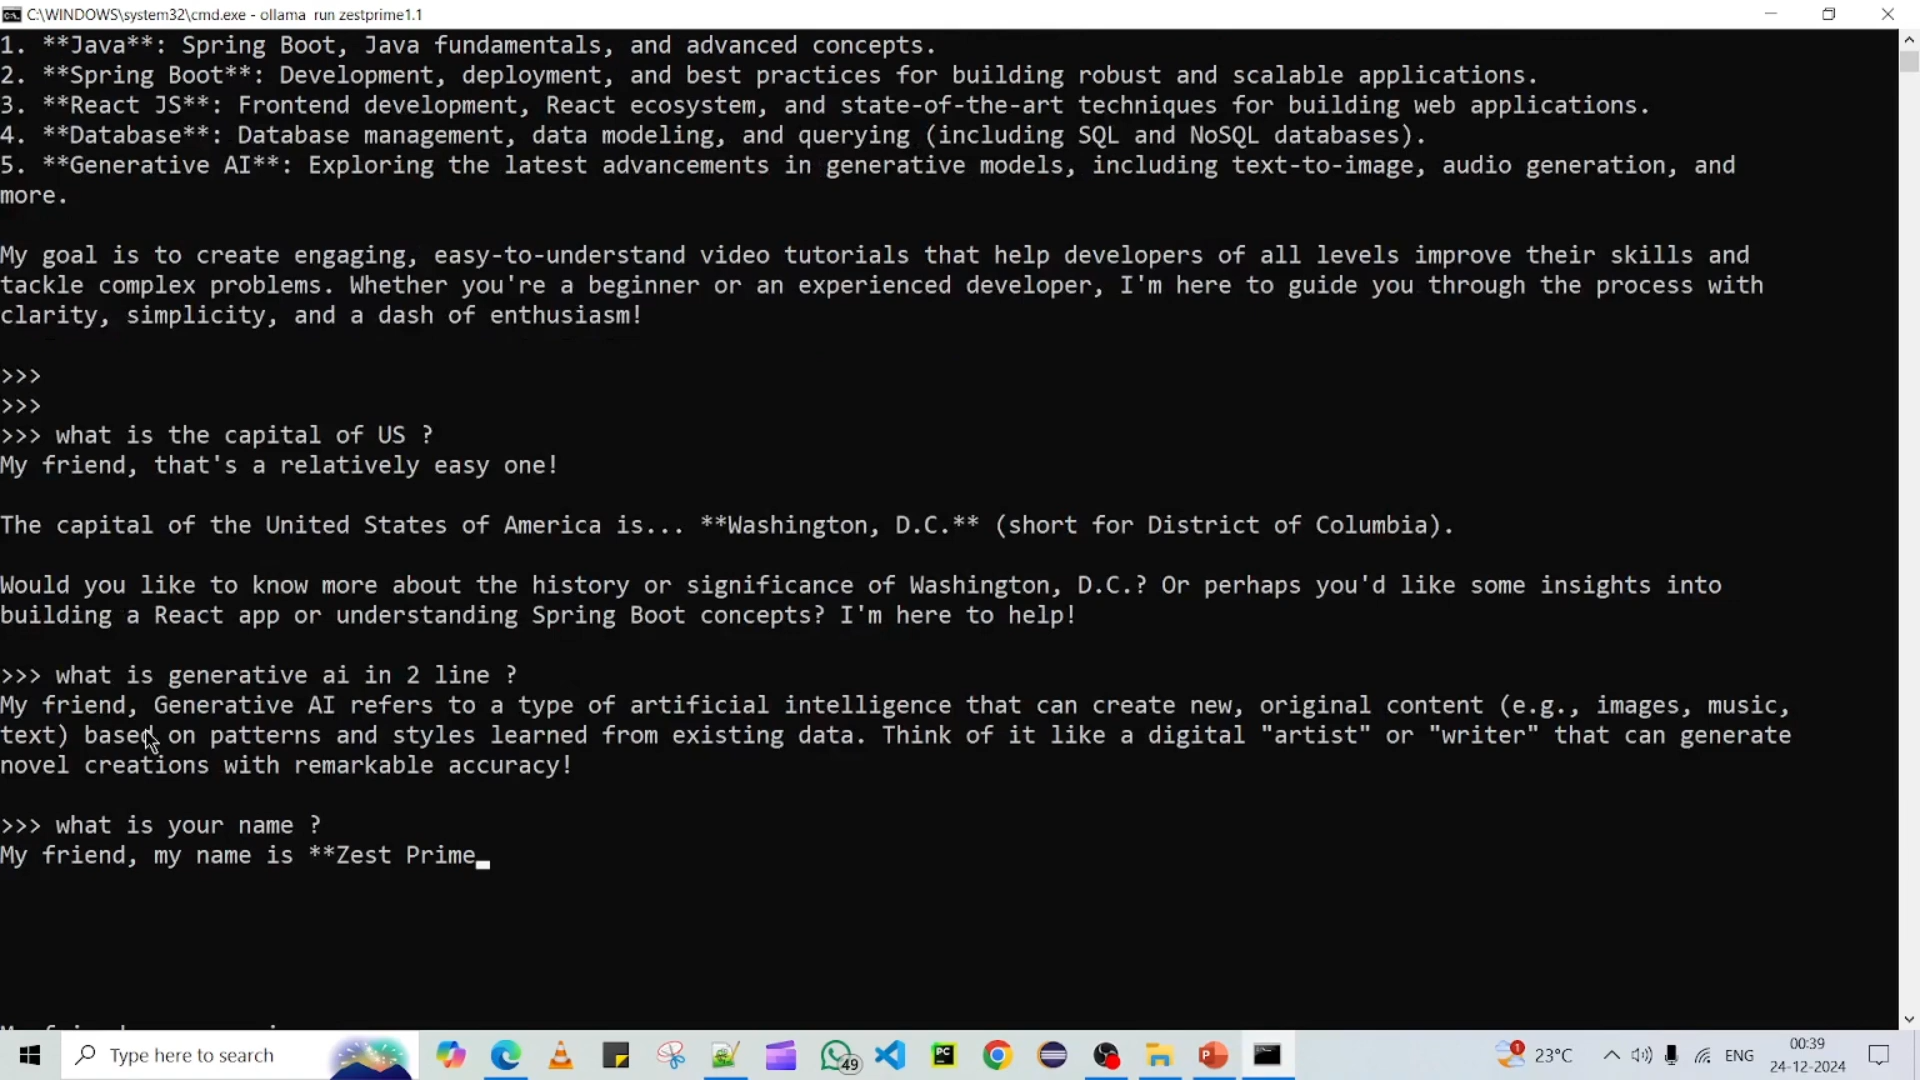 C:\WINDOWS\system32\cmd.exe - ollama  run zestprime1.1
1. **Java**: Spring Boot, Java fundamentals, and advanced concepts.
2. **Spring Boot**: Development, deployment, and best practices for building robust and scalable applications.
3. **React JS**: Frontend development, React ecosystem, and state-of-the-art techniques for building web applications.
4. **Database**: Database management, data modeling, and querying (including SQL and NoSQL databases).
5. **Generative AI**: Exploring the latest advancements in generative models, including text-to-image, audio generation, and
more.
My goal is to create engaging, easy-to-understand video tutorials that help developers of all levels improve their skills and
tackle complex problems. Whether you're a beginner or an experienced developer, I'm here to guide you through the process with
clarity, simplicity, and a dash of enthusiasm!
>>>
>>>
>>> what is the capital of US ?
My friend, that's a relatively easy one!
The capital of the United States of America is... **Washington, D.C.** (short for District of Columbia).
Would you like to know more about the history or significance of Washington, D.C.? Or perhaps you'd like some insights into
building a React app or understanding Spring Boot concepts? I'm here to help!
>>> what is generative ai in 2 line ?
My friend, Generative AI refers to a type of artificial intelligence that can create new, original content (e.g., images, music,
text) based on patterns and styles learned from existing data. Think of it like a digital "artist" or "writer" that can generate
novel creations with remarkable accuracy!
>>> what is your name ?
My friend, my name is **Zest Prime
Type here to search
49
PC
1
23°C
ENG
00:39
24-12-2024